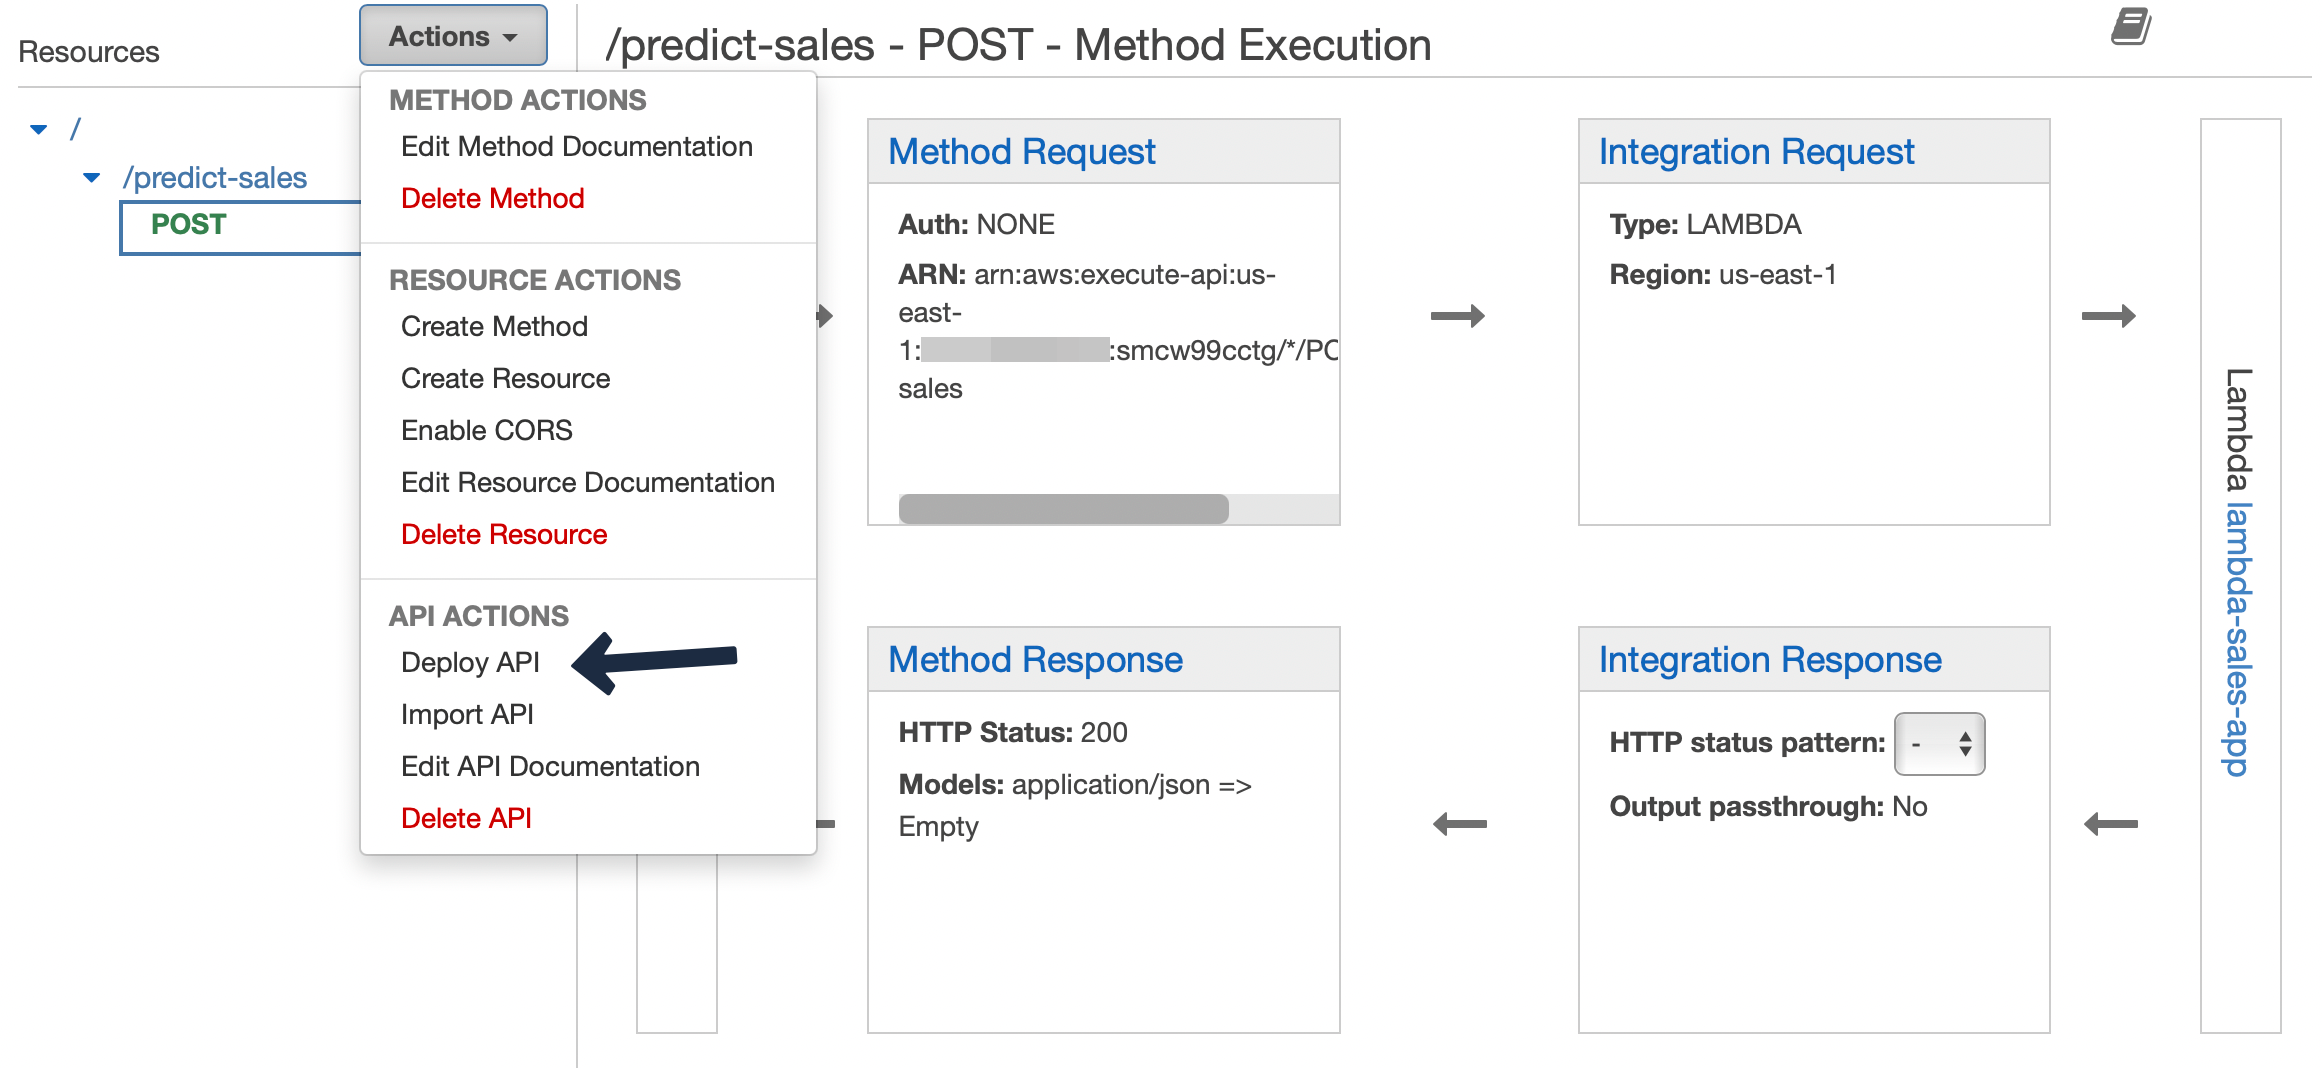 Resources
Actions
/
/predict-sales
POST
METHOD ACTIONS
Edit Method Documentation
Delete Method
RESOURCE ACTIONS
Create Method
Create Resource
Enable CORS
Edit Resource Documentation
Delete Resource
API ACTIONS
Deploy API
Import API
Edit API Documentation
Delete API
/predict-sales - POST - Method Execution
Method Request
Auth: NONE
ARN: arn:aws:execute-api:us-
east-
1: :smcw99cctg/*/PO
sales
Integration Request
Type: LAMBDA
Region: us-east-1
Lambda lambda-sales-app
Method Response
HTTP Status: 200
Models: application/json =>
Empty
Integration Response
HTTP status pattern: -
Output passthrough: No